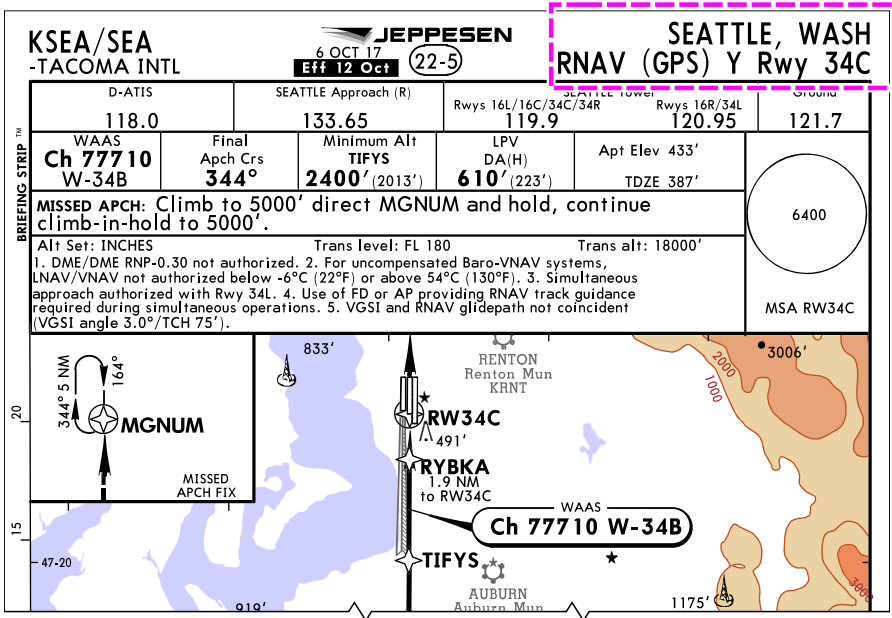 KSEA/SEA
-TACOMA INTL
JEPPESEN
6 OCT 17
Eff 12 Oct
22-5
SEATTLE, WASH
RNAV (GPS) Y Rwy 34C
BRIEFING STRIP TM
D-ATIS
118.0
SEATTLE Approach (R)
133.65
SEATTLE Tower
Rwys 16L/16C/34C/34R
119.9
Rwys 16R/34L
120.95
Ground
121.7
WAAS
Ch 77710
W-34B
Final
Apch Crs
344°
Minimum Alt
TIFYS
2400' (2013')
LPV
DA(H)
610' (223')
Apt Elev 433'
TDZE 387'
MISSED APCH: Climb to 5000' direct MGNUM and hold, continue
climb-in-hold to 5000'.
6400
MSA RW34C
Alt Set: INCHES Trans level: FL 180 Trans alt: 18000'
1. DME/DME RNP-0.30 not authorized. 2. For uncompensated Baro-VNAV systems,
LNAV/VNAV not authorized below -6°C (22°F) or above 54°C (130°F). 3. Simultaneous
approach authorized with Rwy 34L. 4. Use of FD or AP providing RNAV track guidance
required during simultaneous operations. 5. VGSI and RNAV glidepath not coincident
(VGSI angle 3.0°/TCH 75').
344° 5 NM
164°
MGNUM
MISSED
APCH FIX
833'
RENTON
Renton Mun
KRNT
2000
1000
3006'
20
RW34C
491'
RYBKA
1.9 NM
to RW34C
WAAS
Ch 77710 W-34B
15
47-20
TIFYS
AUBURN
Auburn Mun
919'
1175'
3000